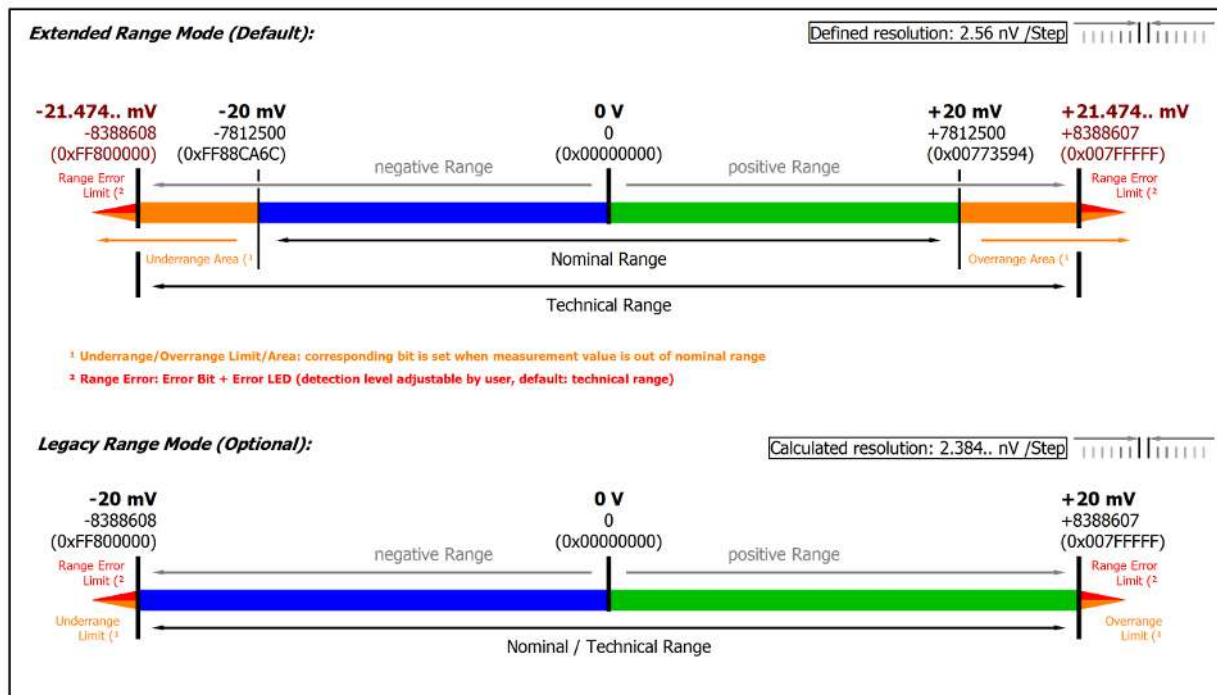 Extended Range Mode (Default):
Defined resolution: 2.56 nV /Step
-21.474.. mV
-8388608
(0xFF800000)
-20 mV
-7812500
(0xFF88CA6C)
0 V
0
(0x00000000)
+20 mV
+7812500
(0x00773594)
+21.474.. mV
+8388607
(0x007FFFFF)
Range Error
Limit (²
negative Range
positive Range
Range Error
Limit (²
Underrange Area (¹
Nominal Range
Overrange Area (¹
Technical Range
¹ Underrange/Overrange Limit/Area: corresponding bit is set when measurement value is out of nominal range
² Range Error: Error Bit + Error LED (detection level adjustable by user, default: technical range)
Legacy Range Mode (Optional):
Calculated resolution: 2.384.. nV /Step
-20 mV
-8388608
(0xFF800000)
0 V
0
(0x00000000)
+20 mV
+8388607
(0x007FFFFF)
Range Error
Limit (²
negative Range
positive Range
Range Error
Limit (²
Underrange
Limit (¹
Nominal / Technical Range
Overrange
Limit (¹